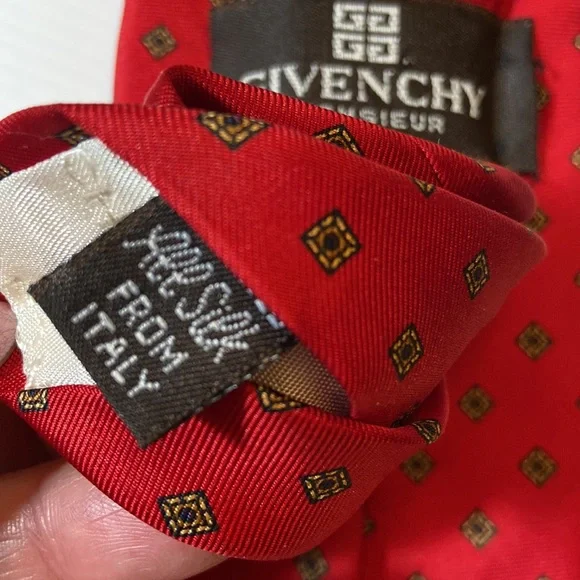 GIVENCHY
MONSIEUR
All Silk
FROM
ITALY